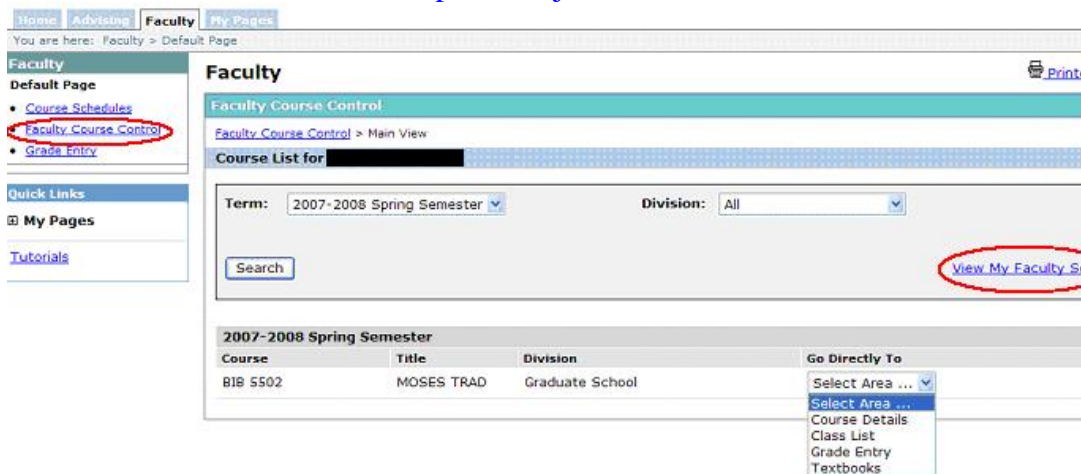 Home Advising Faculty My Pages
You are here: Faculty > Default Page
Faculty
Default Page
Course Schedules
Faculty Course Control
Grade Entry
Quick Links
My Pages
Tutorials
Faculty
Faculty Course Control
Faculty Course Control > Main View
Course List for
Term: 2007-2008 Spring Semester Division: All
Search
View My Faculty
2007-2008 Spring Semester
Course Title Division Go Directly To
BIB 5502 MOSES TRAD Graduate School Select Area ...
Select Area ...
Course Details
Class List
Grade Entry
Textbooks